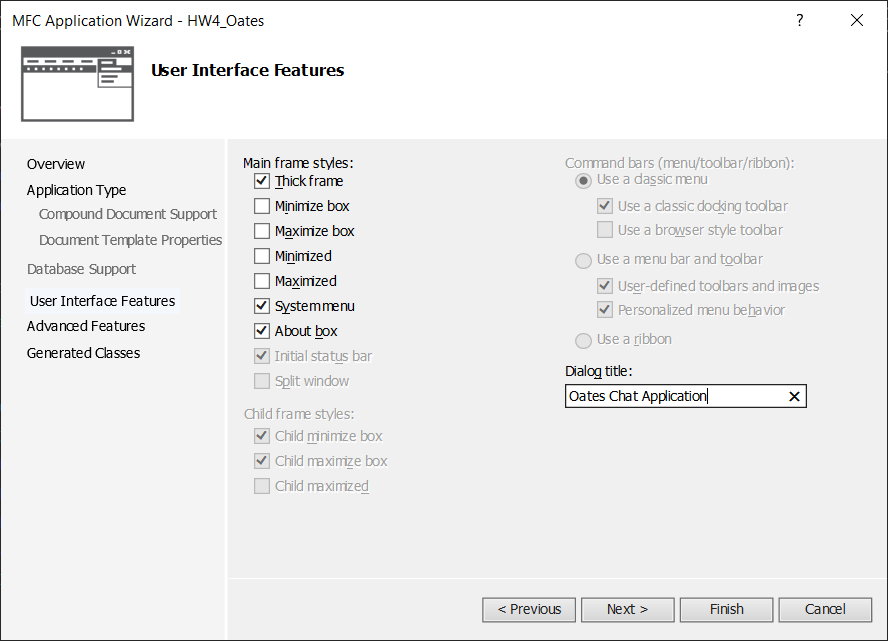 MFC Application Wizard - HW4_Oates
?
User Interface Features
Overview
Application Type
Compound Document Support
Document Template Properties
Database Support
User Interface Features
Advanced Features
Generated Classes
Main frame styles:
Thick frame
Minimize box
Maximize box
Minimized
Maximized
System menu
About box
Initial status bar
Split window
Child frame styles:
Child minimize box
Child maximize box
Child maximized
Command bars (menu/toolbar/ribbon):
Use a classic menu
Use a classic docking toolbar
Use a browser style toolbar
Use a menu bar and toolbar
User-defined toolbars and images
Personalized menu behavior
Use a ribbon
Dialog title:
Oates Chat Application
< Previous
Next >
Finish
Cancel